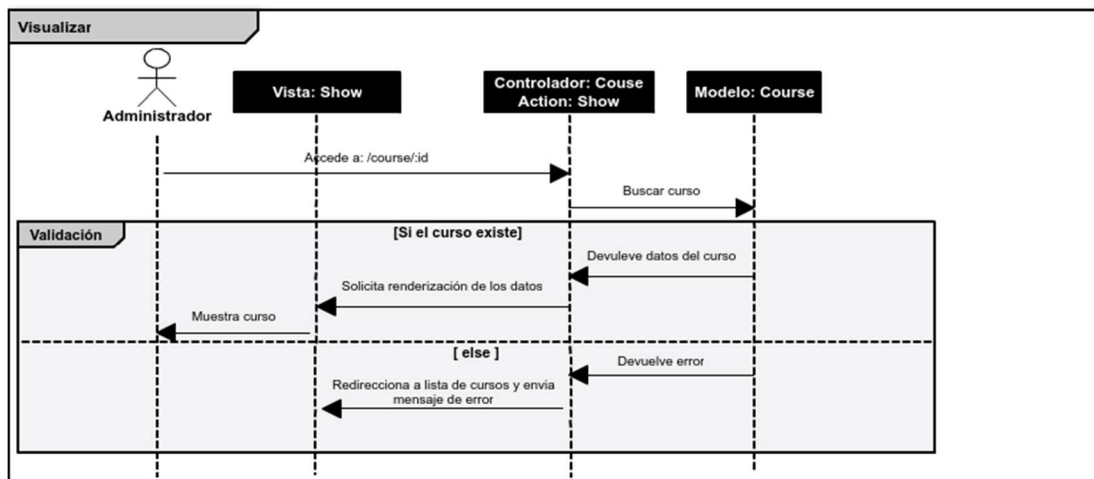 Visualizar
Administrador
Vista: Show
Controlador: Couse
Action: Show
Modelo: Course
Accede a: /course/:id
Buscar curso
Validación
[Si el curso existe]
Devuleve datos del curso
Solicita renderización de los datos
Muestra curso
[ else ]
Devuelve error
Redirecciona a lista de cursos y envia
mensaje de error